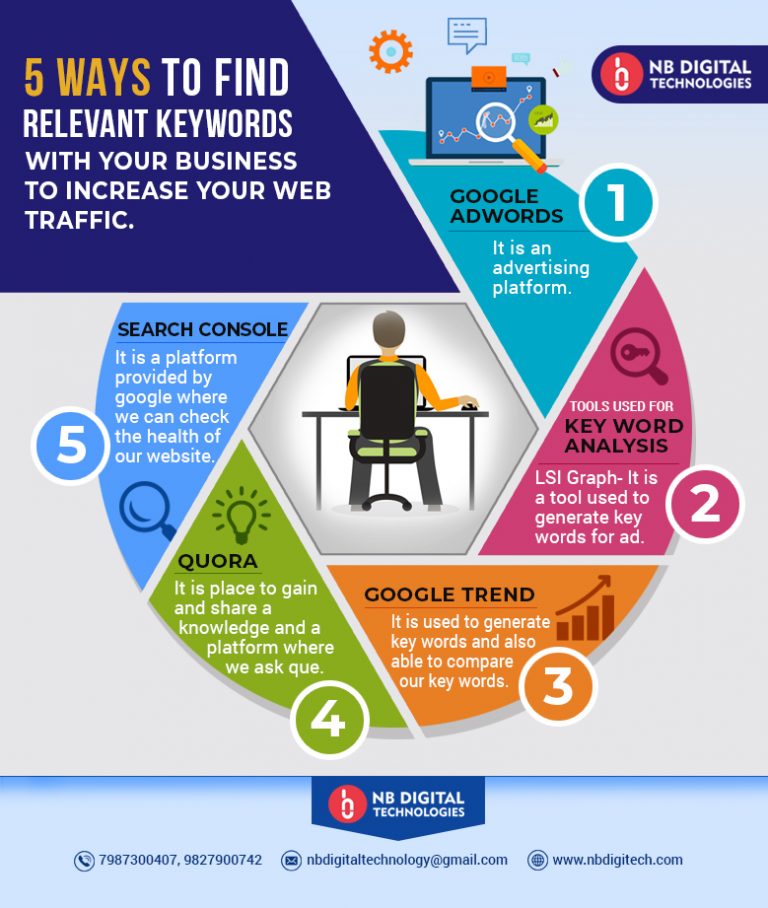 5 WAYS TO FIND
RELEVANT KEYWORDS
WITH YOUR BUSINESS
TO INCREASE YOUR WEB
TRAFFIC.
NB DIGITAL
TECHNOLOGIES
GOOGLE
ADWORDS
1
It is an
advertising
platform.
TOOLS USED FOR
KEY WORD
ANALYSIS
2
LSI Graph- It is
a tool used to
generate key
words for ad.
GOOGLE TREND
It is used to generate
key words and also
able to compare
our key words.
3
QUORA
It is place to gain
and share a
knowledge and a
platform where
we ask que.
4
SEARCH CONSOLE
It is a platform
provided by
google where
we can check
the health of
our website.
5
NB DIGITAL
TECHNOLOGIES
7987300407, 9827900742 nbdigitaltechnology@gmail.com www.nbdigitech.com